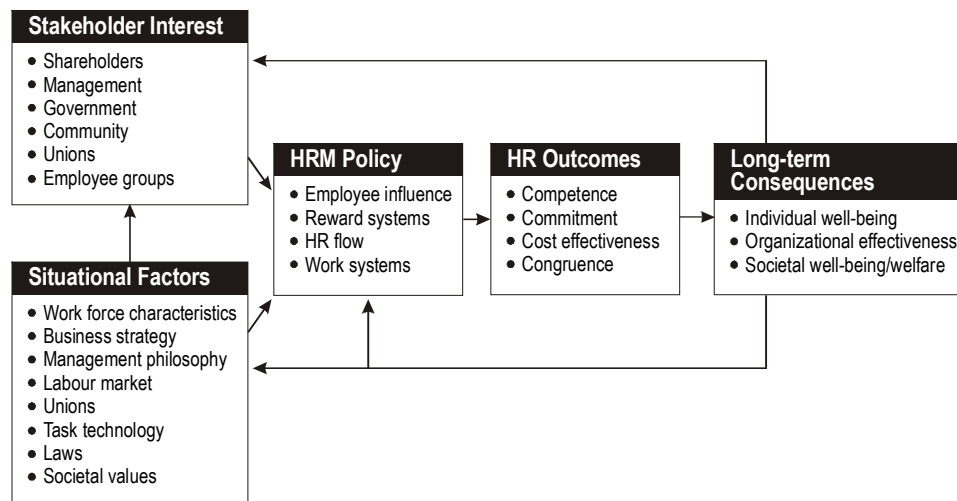 Stakeholder Interest
Shareholders
Management
Government
Community
Unions
Employee groups
Situational Factors
Work force characteristics
Business strategy
Management philosophy
Labour market
Unions
Task technology
Laws
Societal values
HRM Policy
Employee influence
Reward systems
HR flow
Work systems
HR Outcomes
Competence
Commitment
Cost effectiveness
Congruence
Long-term
Consequences
Individual well-being
Organizational effectiveness
Societal well-being/welfare